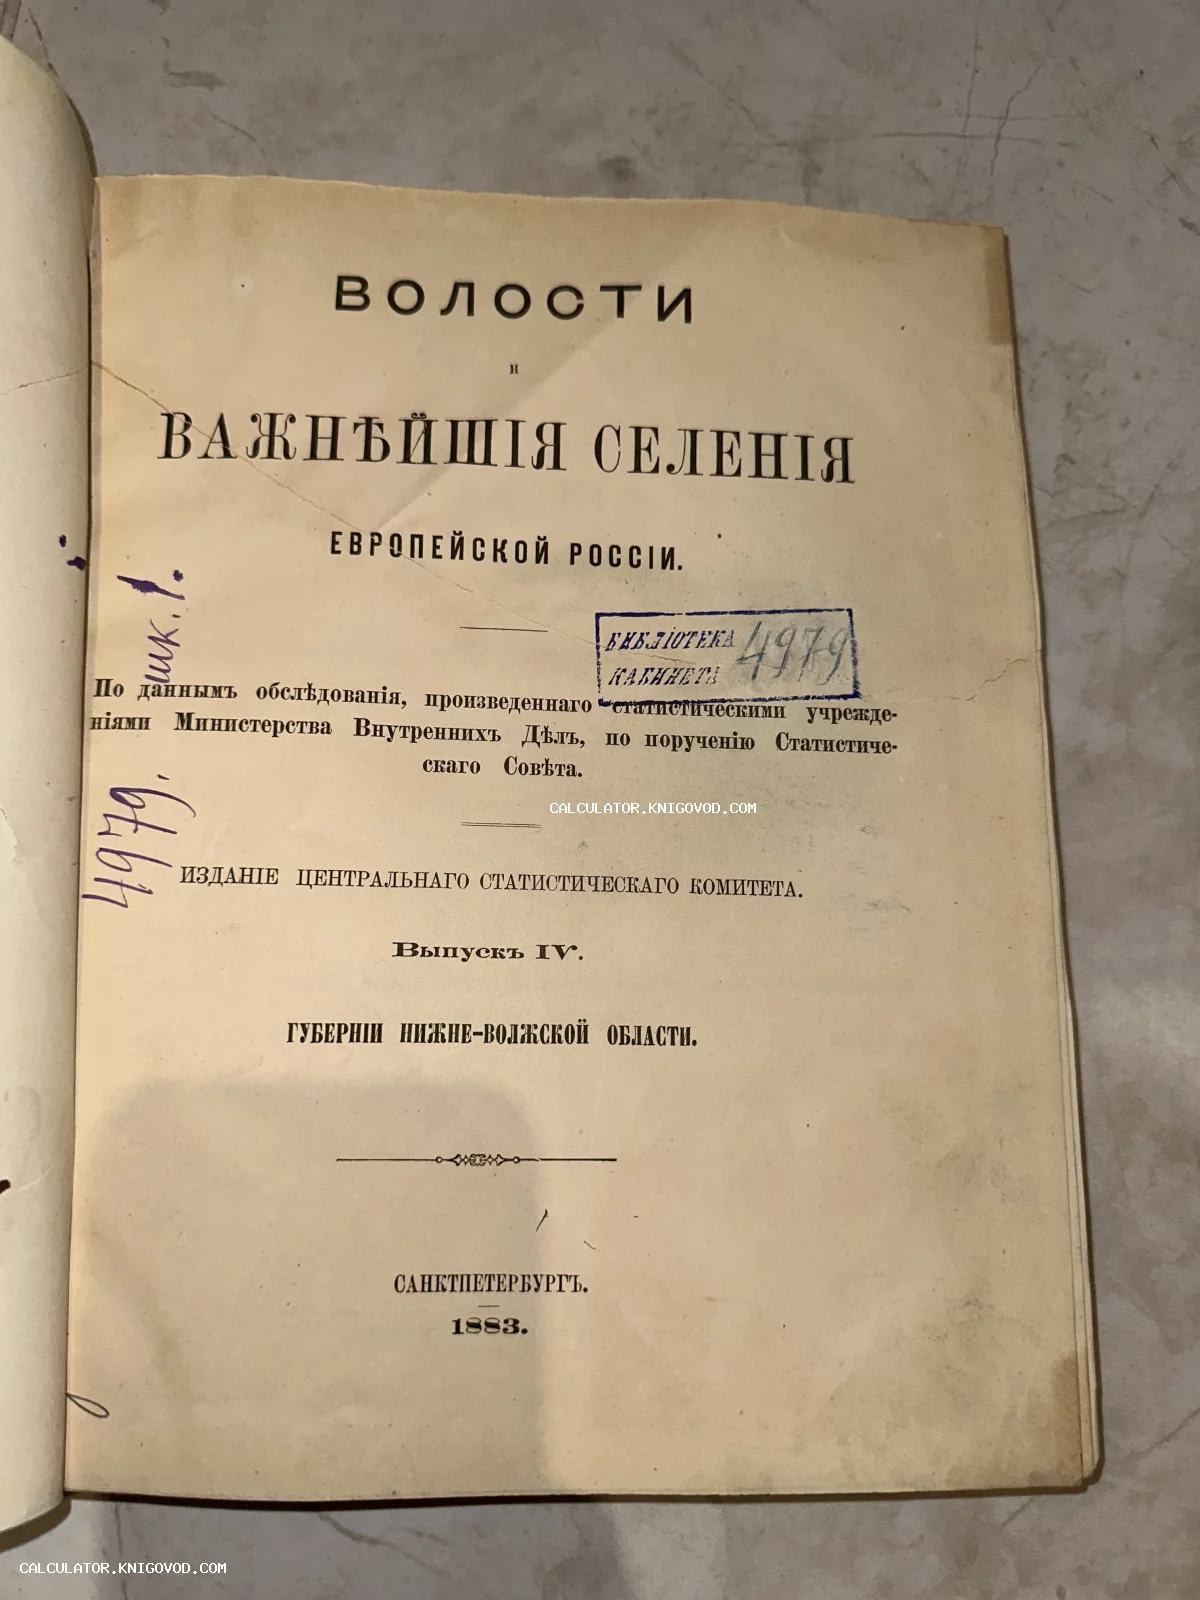 ВОЛОСТИ
и
ВАЖНѢЙШІЯ СЕЛЕНІЯ
ЕВРОПЕЙСКОЙ РОССІИ.
БИБЛІОТЕКА
КАБИНЕТА
4979
шк. 1.
По даннымъ обслѣдованія, произведеннаго статистическими учрежде-
ніями Министерства Внутреннихъ Дѣлъ, по порученію Статистиче-
скаго Совѣта.
4979.
CALCULATOR.KNIGOVOD.COM
ИЗДАНІЕ ЦЕНТРАЛЬНАГО СТАТИСТИЧЕСКАГО КОМИТЕТА.
Выпускъ IV.
ГУБЕРНІИ НИЖНЕ-ВОЛЖСКОЙ ОБЛАСТИ.
САНКТПЕТЕРБУРГЪ.
1883.
CALCULATOR.KNIGOVOD.COM